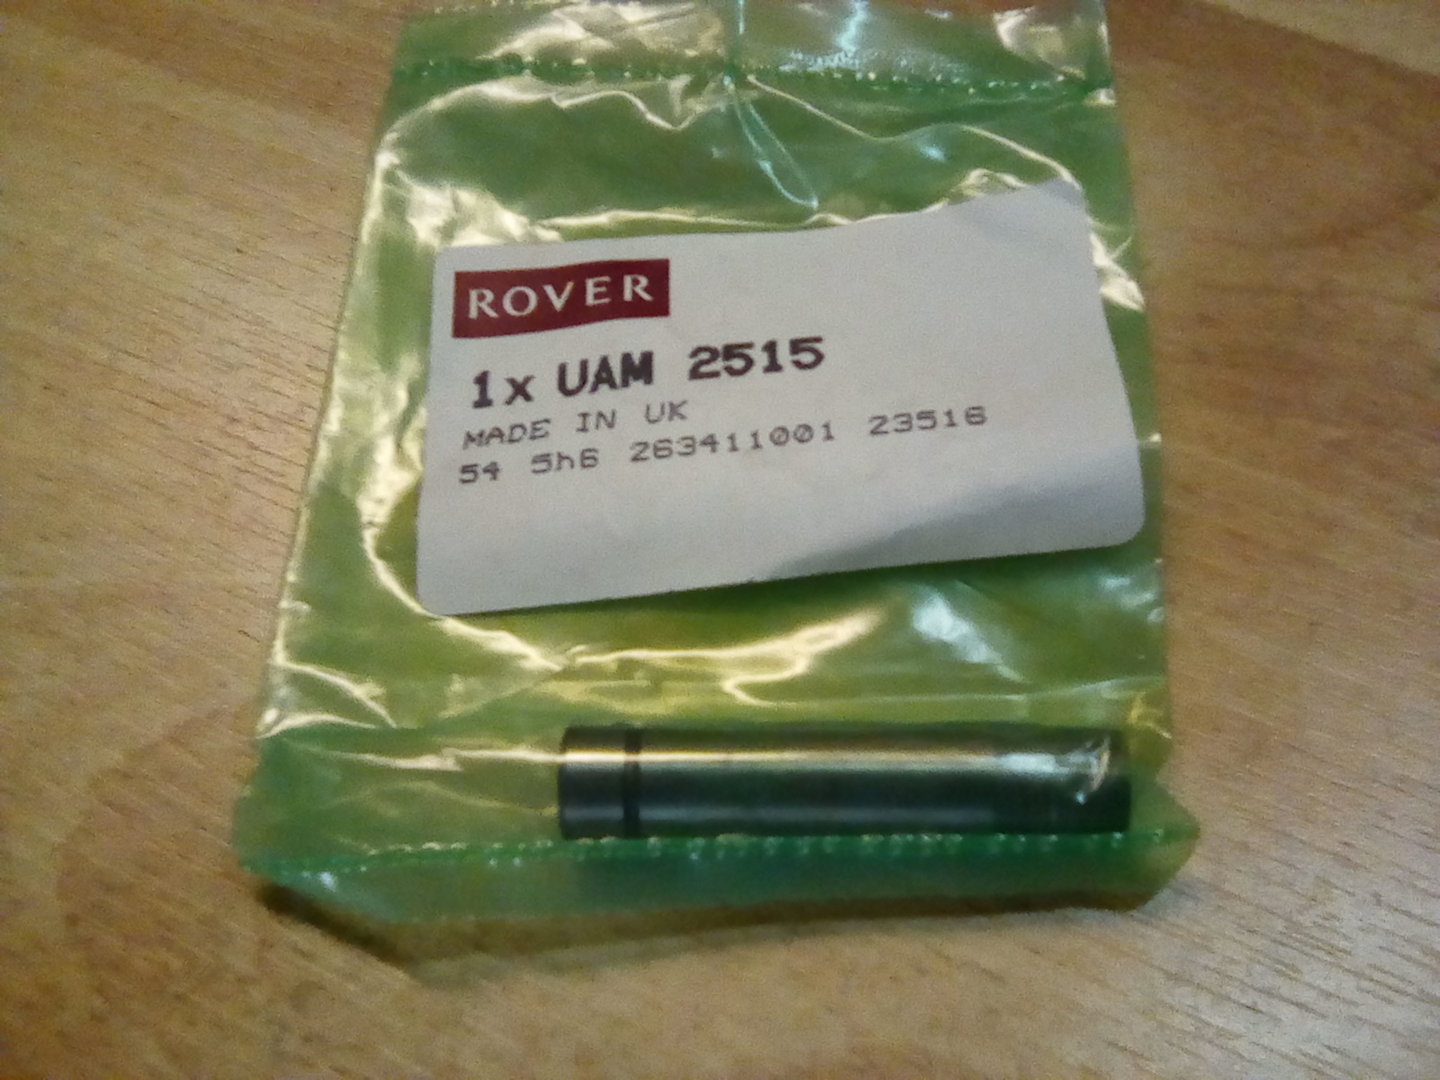 ROVER
1x UAM 2515
MADE IN UK
54 5h6 263411001 23516